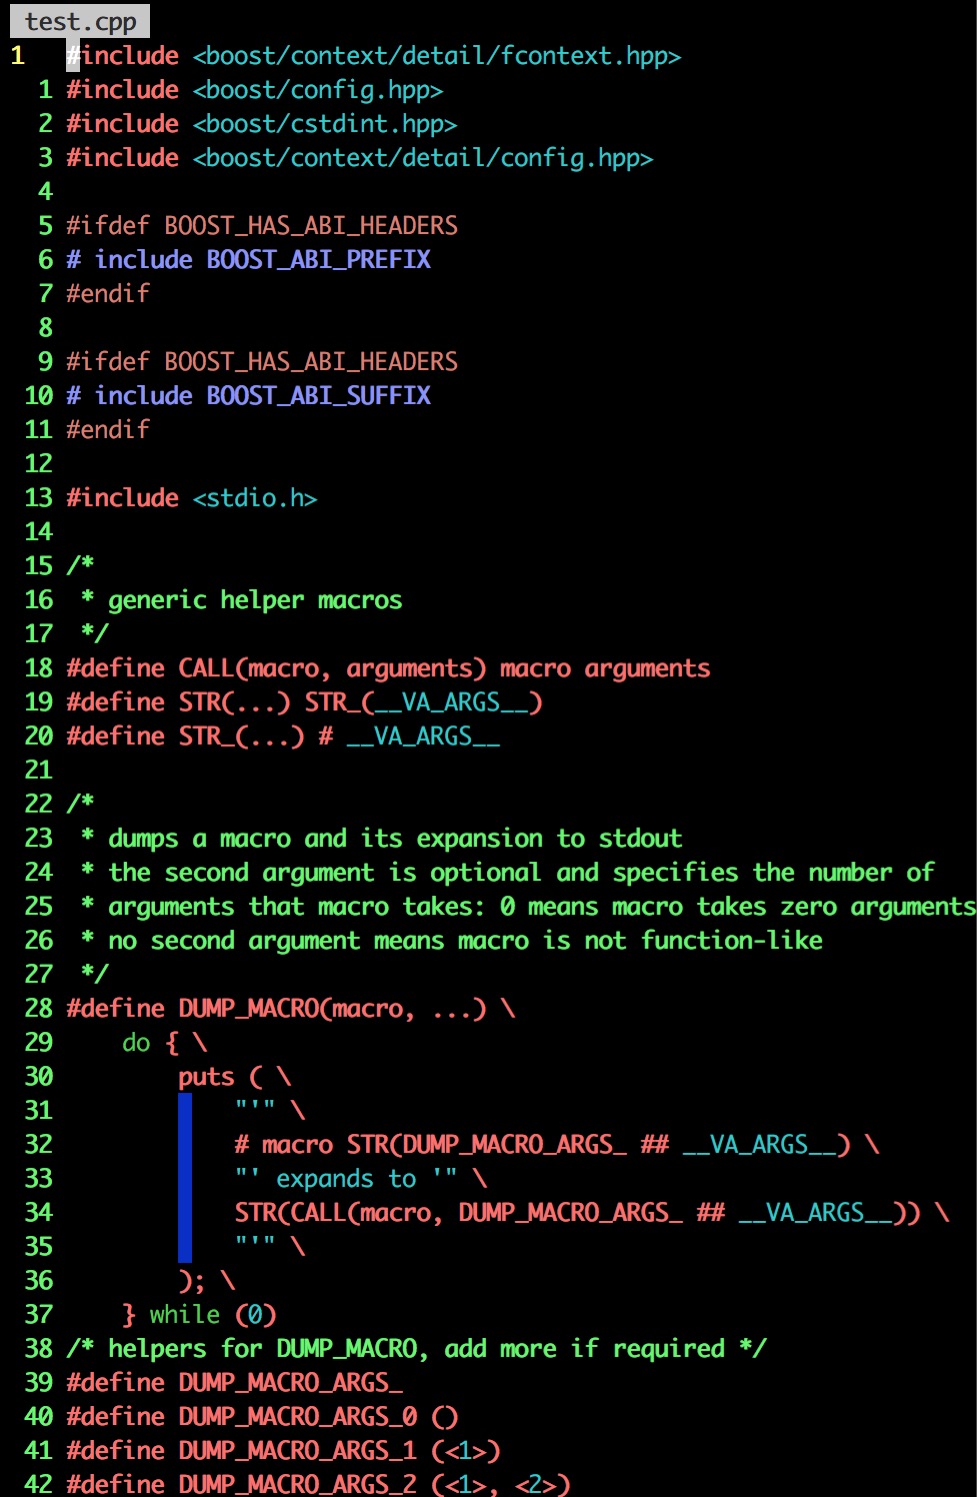 test.cpp
1   #include <boost/context/detail/fcontext.hpp>
  1 #include <boost/config.hpp>
  2 #include <boost/cstdint.hpp>
  3 #include <boost/context/detail/config.hpp>
  4
  5 #ifdef BOOST_HAS_ABI_HEADERS
  6 # include BOOST_ABI_PREFIX
  7 #endif
  8
  9 #ifdef BOOST_HAS_ABI_HEADERS
 10 # include BOOST_ABI_SUFFIX
 11 #endif
 12
 13 #include <stdio.h>
 14
 15 /*
 16  * generic helper macros
 17  */
 18 #define CALL(macro, arguments) macro arguments
 19 #define STR(...) STR_(__VA_ARGS__)
 20 #define STR_(...) # __VA_ARGS__
 21
 22 /*
 23  * dumps a macro and its expansion to stdout
 24  * the second argument is optional and specifies the number of
 25  * arguments that macro takes: 0 means macro takes zero arguments
 26  * no second argument means macro is not function-like
 27  */
 28 #define DUMP_MACRO(macro, ...) \
 29     do { \
 30         puts ( \
 31             "'" \
 32             # macro STR(DUMP_MACRO_ARGS_ ## __VA_ARGS__) \
 33             "' expands to '" \
 34             STR(CALL(macro, DUMP_MACRO_ARGS_ ## __VA_ARGS__)) \
 35             "'" \
 36         ); \
 37     } while (0)
 38 /* helpers for DUMP_MACRO, add more if required */
 39 #define DUMP_MACRO_ARGS_
 40 #define DUMP_MACRO_ARGS_0 ()
 41 #define DUMP_MACRO_ARGS_1 (<1>)
 42 #define DUMP_MACRO_ARGS_2 (<1>, <2>)